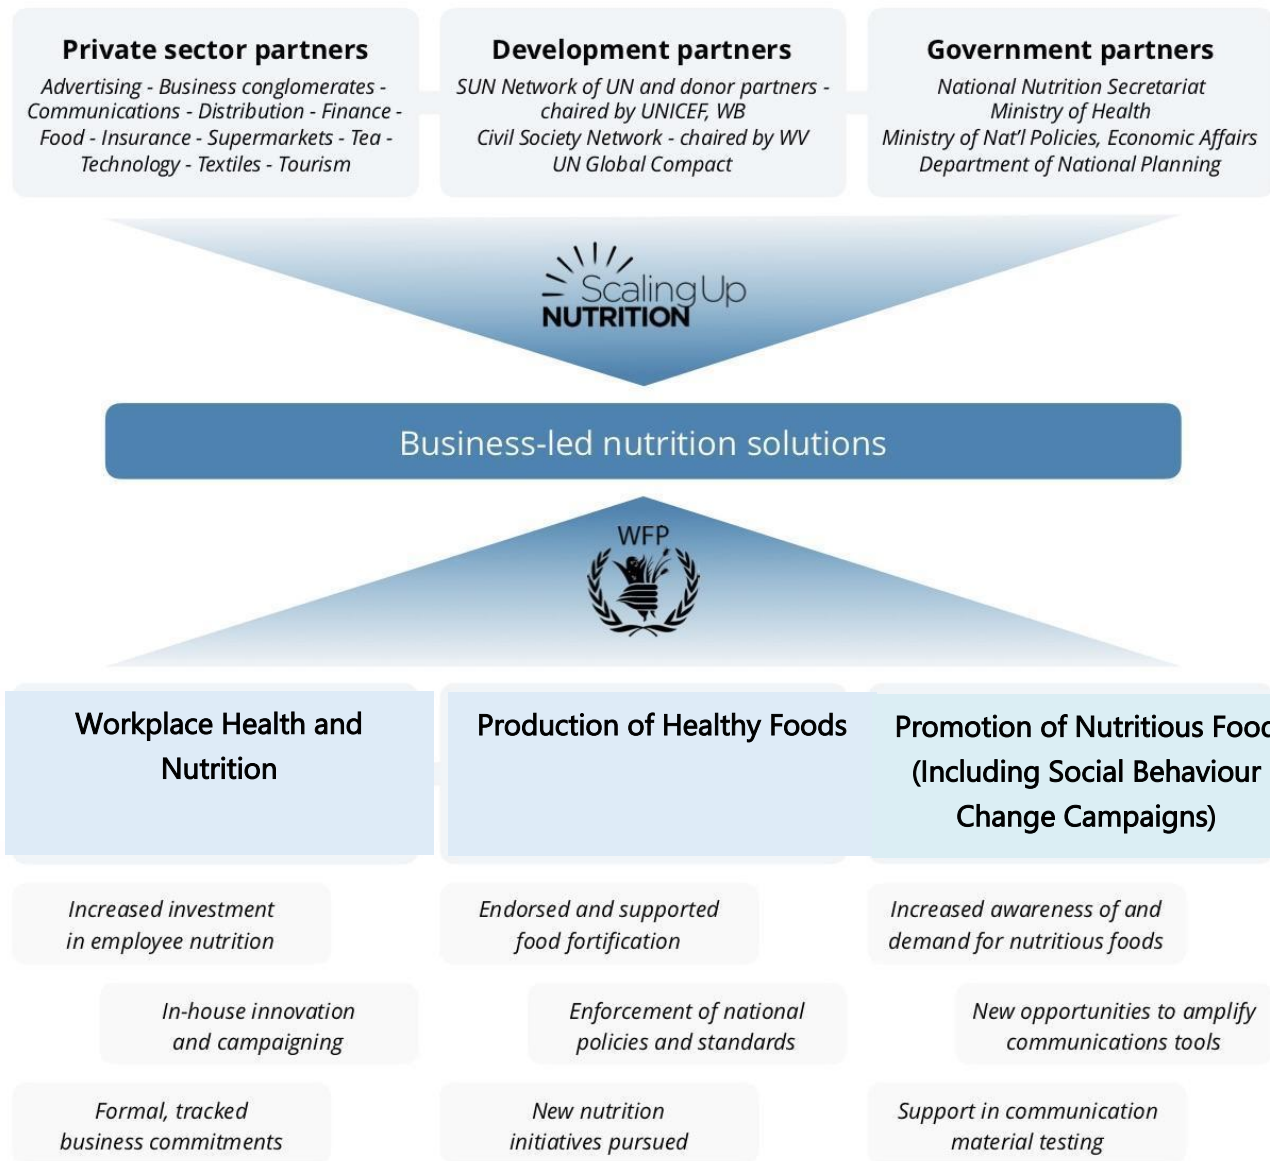 Private sector partners
Advertising - Business conglomerates -
Communications - Distribution - Finance -
Food - Insurance - Supermarkets - Tea -
Technology - Textiles - Tourism
Development partners
SUN Network of UN and donor partners -
chaired by UNICEF, WB
Civil Society Network - chaired by WV
UN Global Compact
Government partners
National Nutrition Secretariat
Ministry of Health
Ministry of Nat'l Policies, Economic Affairs
Department of National Planning
Scaling Up
NUTRITION
Business-led nutrition solutions
WFP
Workplace Health and
Nutrition
Production of Healthy Foods
Promotion of Nutritious Food
(Including Social Behaviour
Change Campaigns)
Increased investment
in employee nutrition
Endorsed and supported
food fortification
Increased awareness of and
demand for nutritious foods
In-house innovation
and campaigning
Enforcement of national
policies and standards
New opportunities to amplify
communications tools
Formal, tracked
business commitments
New nutrition
initiatives pursued
Support in communication
material testing